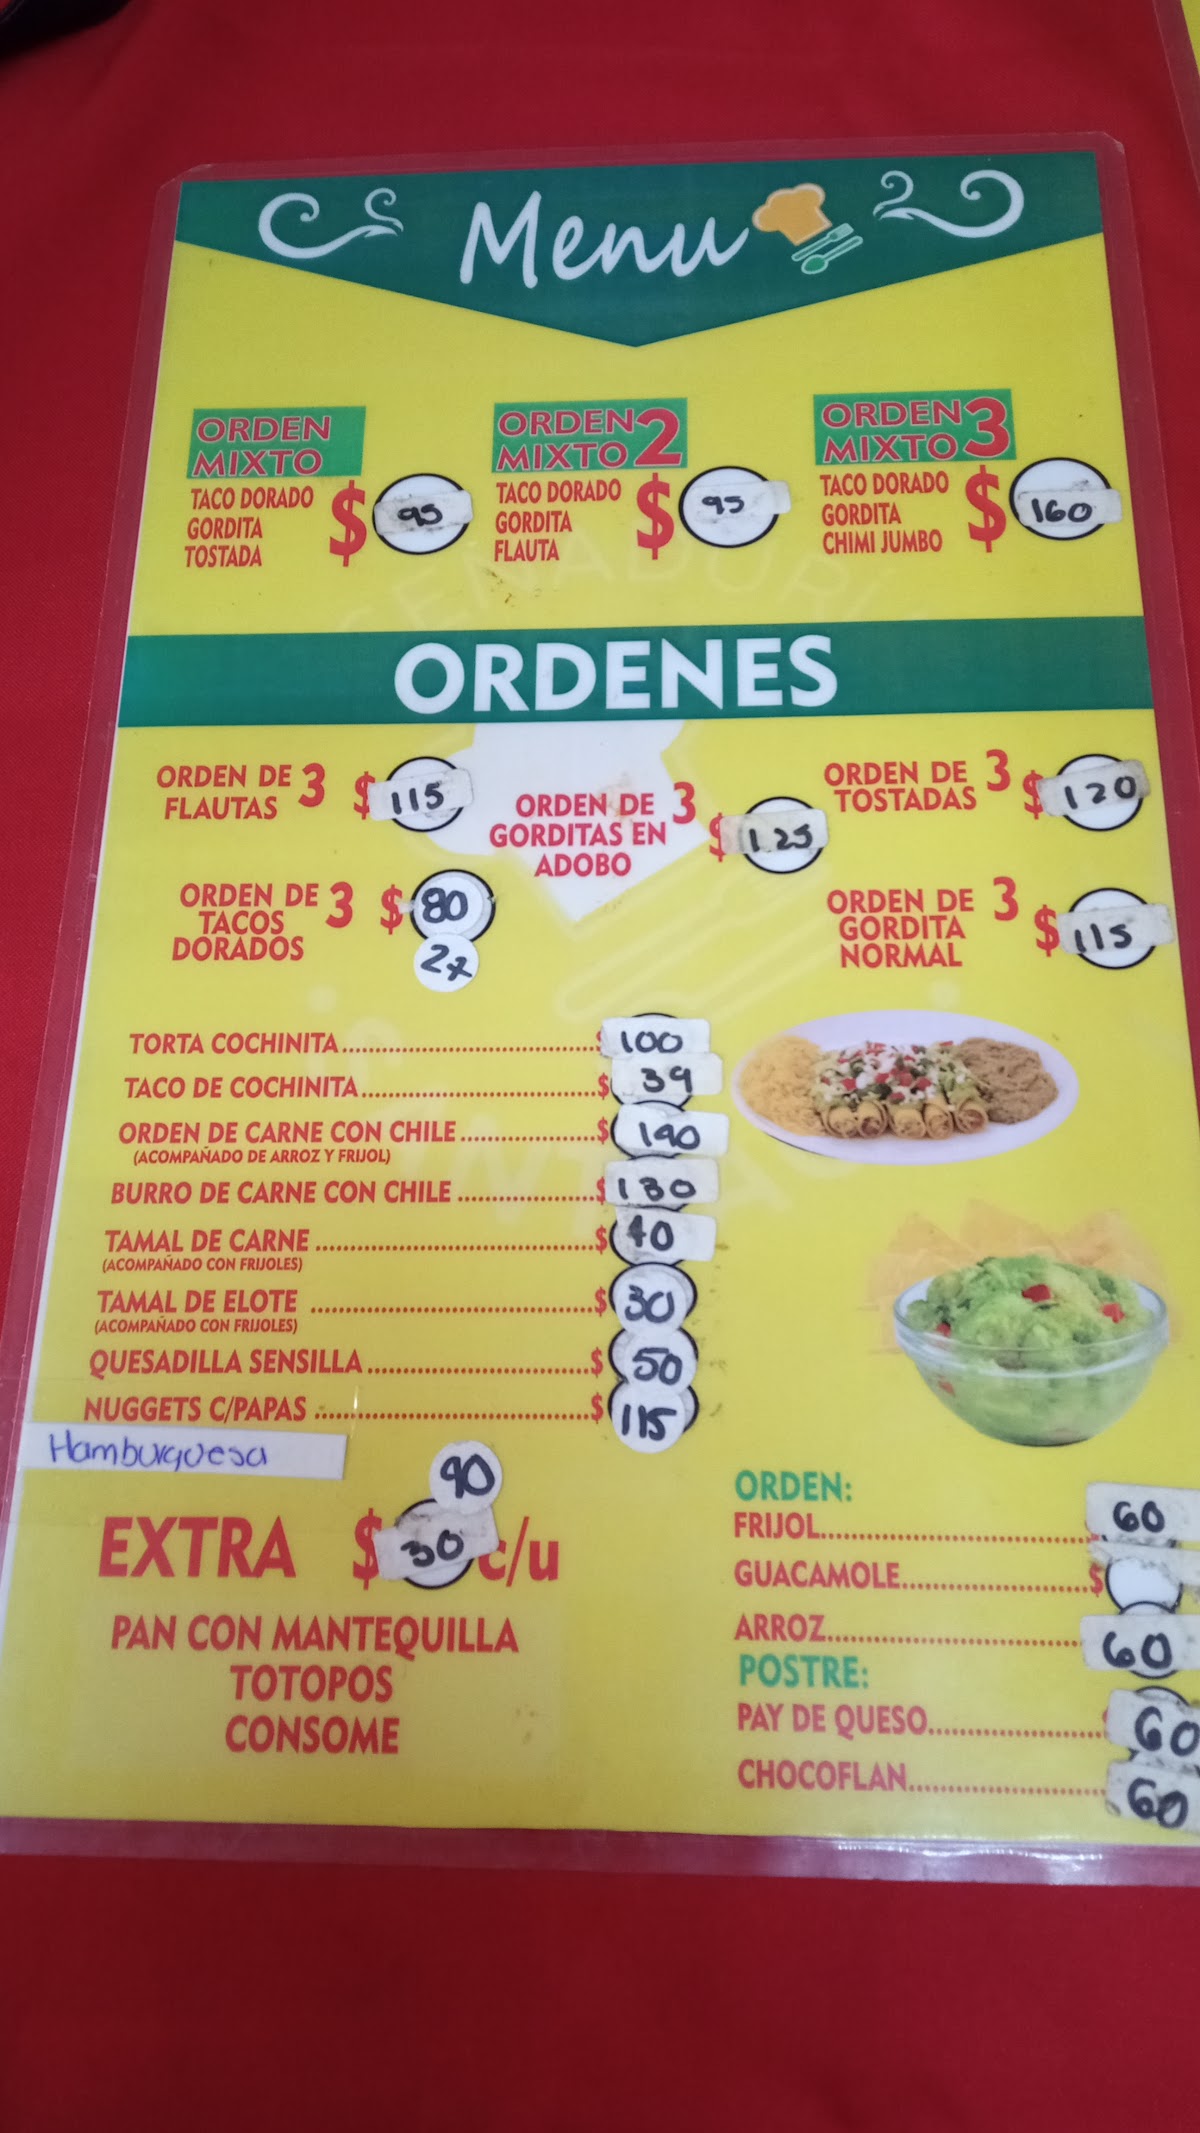 Menu
ORDEN
MIXTO
TACO DORADO
GORDITA
TOSTADA
$ 95
ORDEN 2
MIXTO
TACO DORADO
GORDITA
FLAUTA
$ 95
ORDEN 3
MIXTO
TACO DORADO
GORDITA
CHIMI JUMBO
$ 160
ORDENES
ORDEN DE 3
FLAUTAS
$ 115
ORDEN DE 3
GORDITAS EN
ADOBO
$ 125
ORDEN DE 3
TOSTADAS
$ 120
ORDEN DE 3
TACOS
DORADOS
$ 80
2x
ORDEN DE 3
GORDITA
NORMAL
$ 115
TORTA COCHINITA.......... $ 100
TACO DE COCHINITA.......... $ 39
ORDEN DE CARNE CON CHILE.......... $
(ACOMPAÑADO DE ARROZ Y FRIJOL)
BURRO DE CARNE CON CHILE.......... $ 130
TAMAL DE CARNE.......... $ 40
(ACOMPAÑADO CON FRIJOLES)
TAMAL DE ELOTE.......... $ 30
(ACOMPAÑADO CON FRIJOLES)
QUESADILLA SENSILLA.......... $ 50
NUGGETS C/PAPAS.......... $ 115
Hamburguesa 90
EXTRA $ 30 c/u
PAN CON MANTEQUILLA
TOTOPOS
CONSOME
ORDEN:
FRIJOL.......... 60
GUACAMOLE.......... $
ARROZ.......... 60
POSTRE:
PAY DE QUESO.......... 60
CHOCOFLAN.......... 60